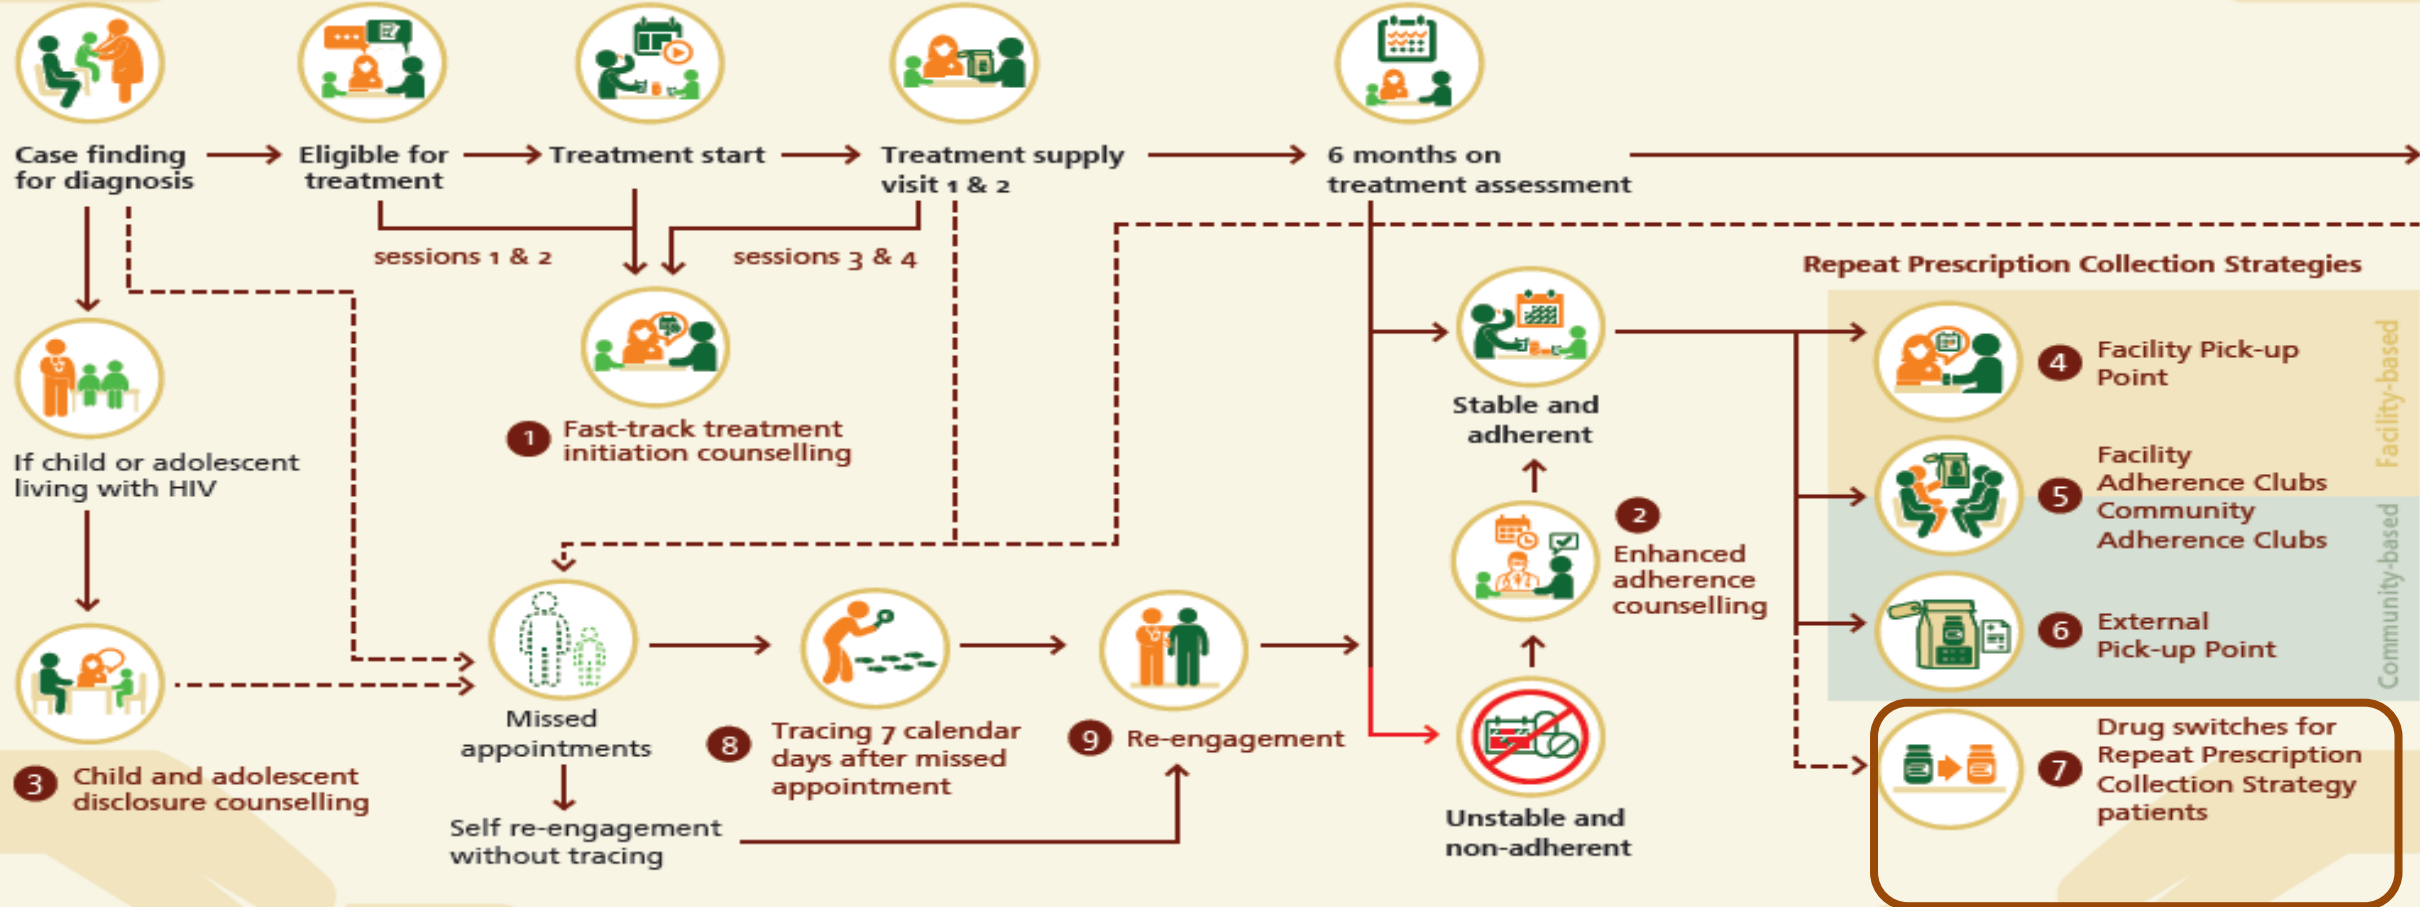 Case finding
for diagnosis
Eligible for
treatment
Treatment start
Treatment supply
visit 1 & 2
6 months on
treatment assessment
sessions 1 & 2
sessions 3 & 4
Repeat Prescription Collection Strategies
1
Fast-track treatment
initiation counselling
If child or adolescent
living with HIV
3
Child and adolescent
disclosure counselling
Missed
appointments
Self re-engagement
without tracing
8
Tracing 7 calendar
days after missed
appointment
9
Re-engagement
Stable and
adherent
2
Enhanced
adherence
counselling
Unstable and
non-adherent
4
Facility Pick-up
Point
5
Facility
Adherence Clubs
Community
Adherence Clubs
6
External
Pick-up Point
7
Drug switches for
Repeat Prescription
Collection Strategy
patients
Facility-based
Community-based